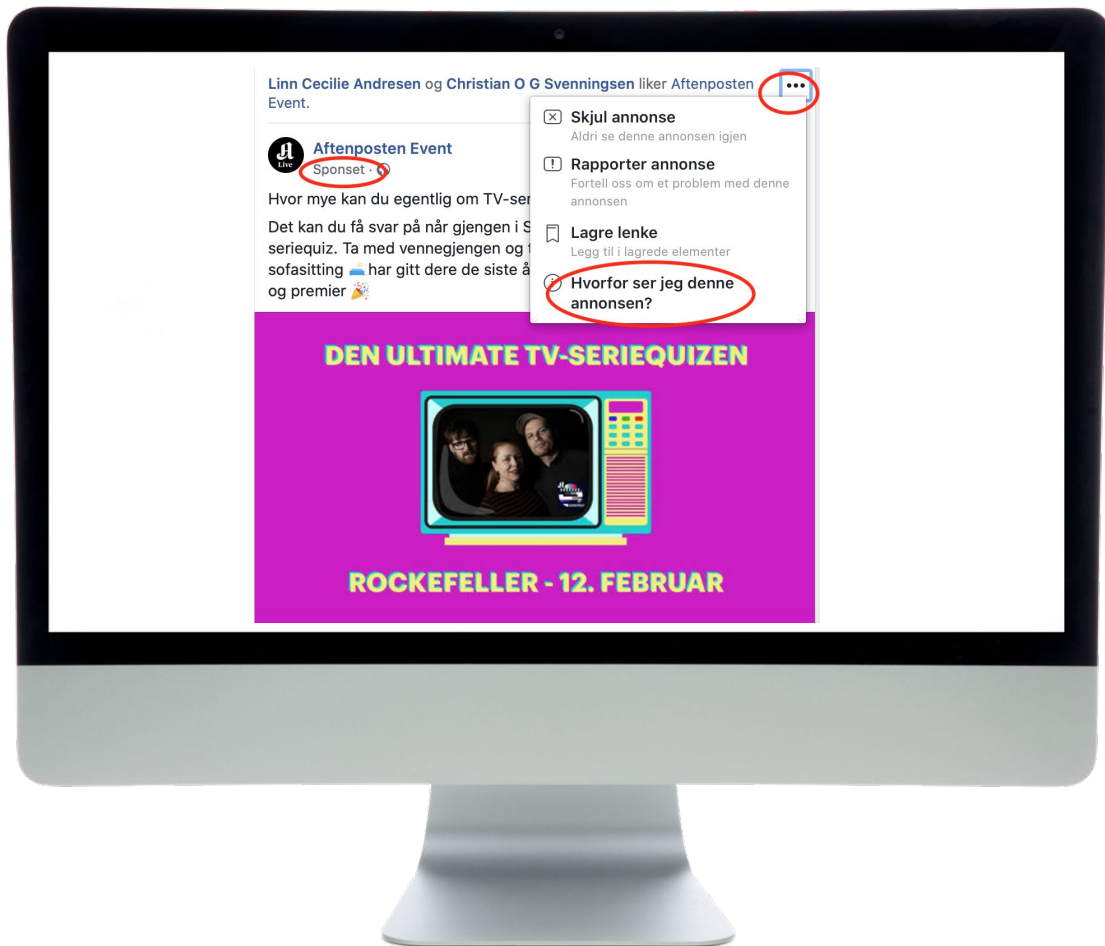 Linn Cecilie Andresen og Christian O G Svenningsen liker Aftenposten
Event.
Skjul annonse
Aldri se denne annonsen igjen
Rapporter annonse
Fortell oss om et problem med denne
annonsen
Lagre lenke
Legg til i lagrede elementer
Hvorfor ser jeg denne
annonsen?
Live
Aftenposten Event
Sponset ·
Hvor mye kan du egentlig om TV-ser
Det kan du få svar på når gjengen i S
seriequiz. Ta med vennegjengen og t
sofasitting 🛋 har gitt dere de siste å
og premier 🎉
DEN ULTIMATE TV-SERIEQUIZEN
ROCKEFELLER - 12. FEBRUAR